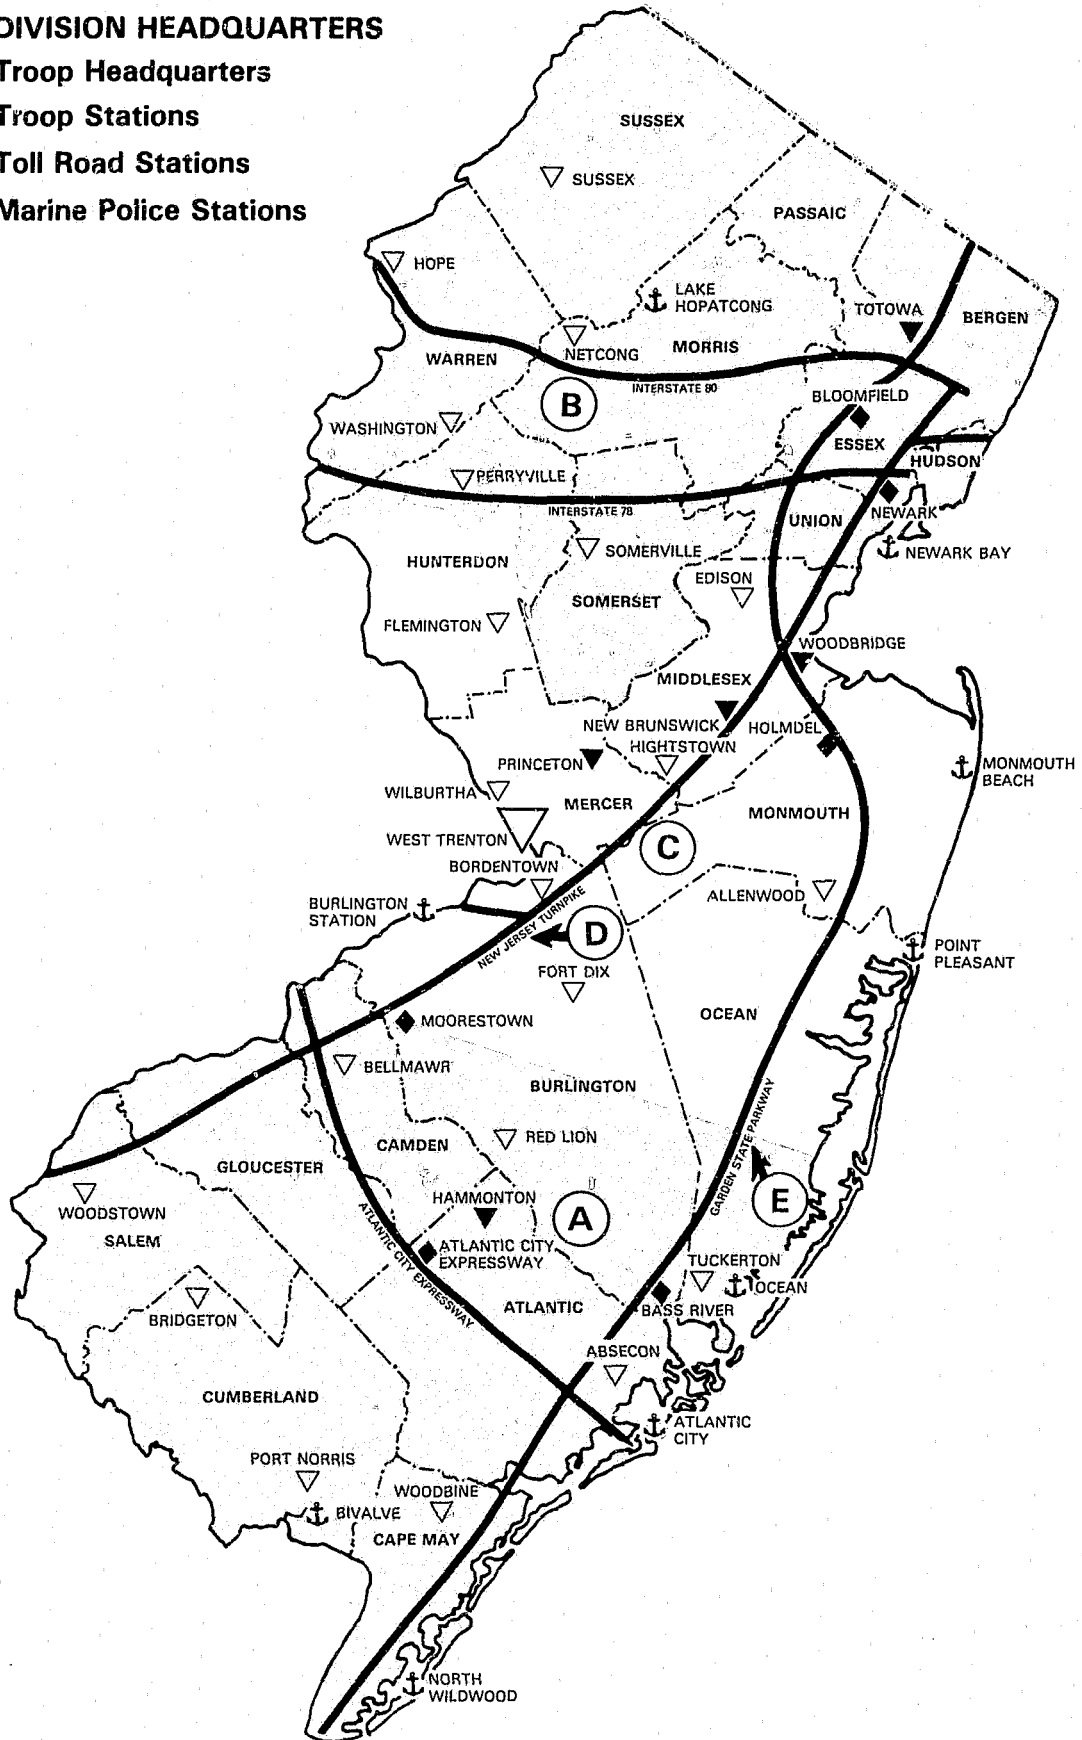 DIVISION HEADQUARTERS
Troop Headquarters
Troop Stations
Toll Road Stations
Marine Police Stations
SUSSEX
SUSSEX
PASSAIC
HOPE
LAKE
HOPATCONG
TOTOWA
BERGEN
WARREN
NETCONG
MORRIS
INTERSTATE 80
B
BLOOMFIELD
WASHINGTON
ESSEX
HUDSON
PERRYVILLE
INTERSTATE 78
NEWARK
UNION
HUNTERDON
SOMERVILLE
NEWARK BAY
EDISON
SOMERSET
FLEMINGTON
WOODBRIDGE
MIDDLESEX
NEW BRUNSWICK
HOLMDEL
HIGHTSTOWN
PRINCETON
MONMOUTH
BEACH
WILBURTHA
MERCER
MONMOUTH
WEST TRENTON
C
BORDENTOWN
ALLENWOOD
BURLINGTON
STATION
NEW JERSEY TURNPIKE
D
POINT
PLEASANT
FORT DIX
OCEAN
MOORESTOWN
BELLMAWR
BURLINGTON
GARDEN STATE PARKWAY
CAMDEN
RED LION
GLOUCESTER
HAMMONTON
A
E
WOODSTOWN
SALEM
ATLANTIC CITY
EXPRESSWAY
ATLANTIC CITY EXPRESSWAY
TUCKERTON
OCEAN
BRIDGETON
ATLANTIC
BASS RIVER
ABSECON
CUMBERLAND
ATLANTIC
CITY
PORT NORRIS
WOODBINE
BIVALVE
CAPE MAY
NORTH
WILDWOOD